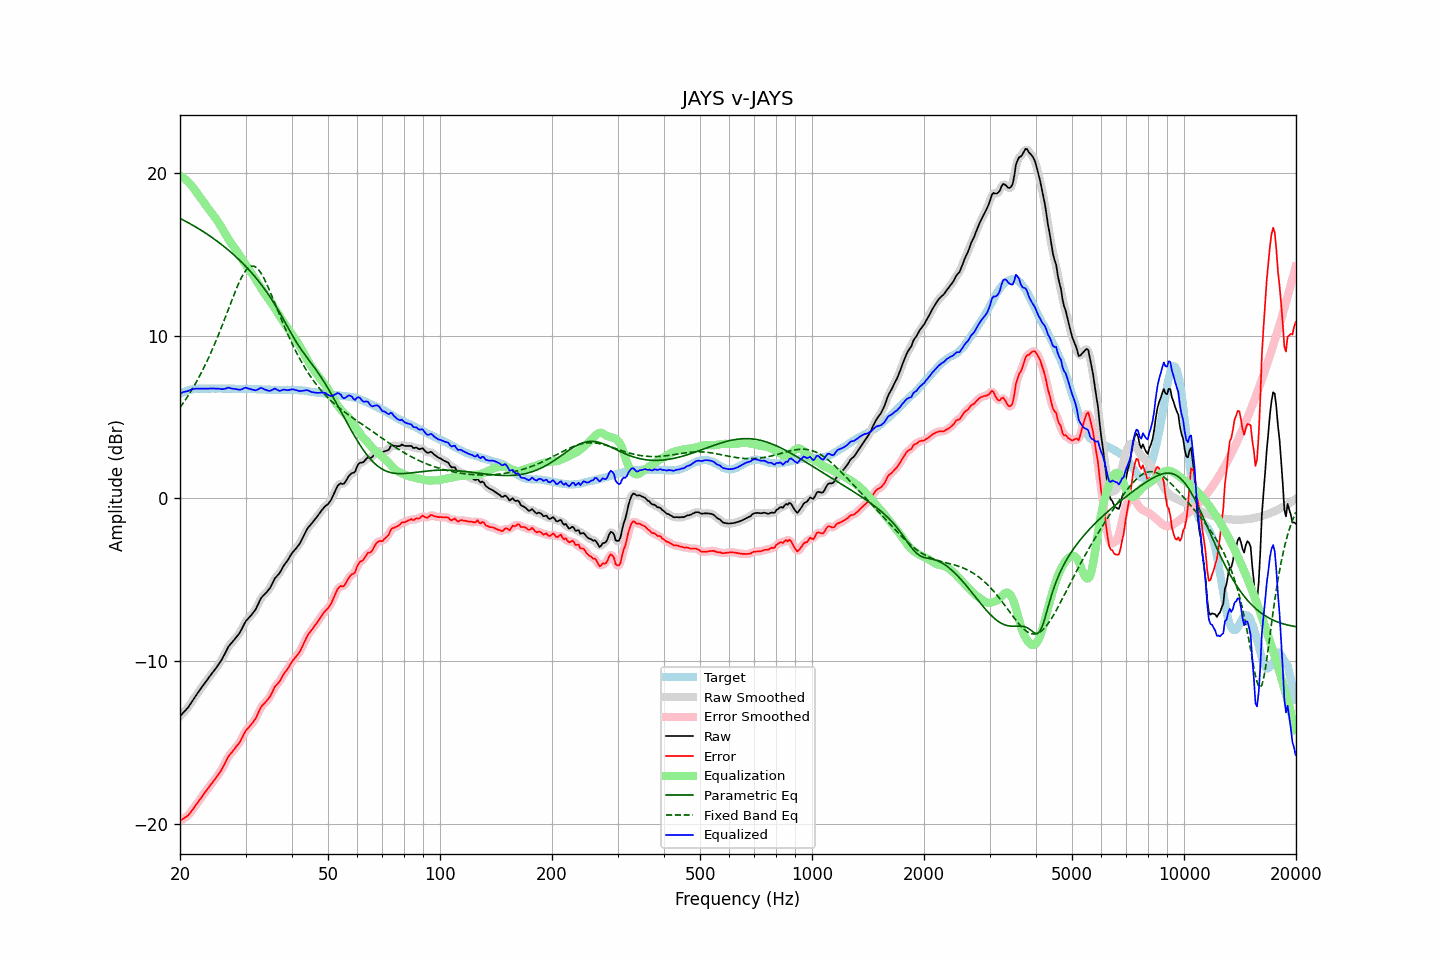 JAYS v-JAYS
Amplitude (dBr)
20
10
0
−10
−20
Target
Raw Smoothed
Error Smoothed
Raw
Error
Equalization
Parametric Eq
Fixed Band Eq
Equalized
20 50 100 200 500 1000 2000 5000 10000 20000
Frequency (Hz)